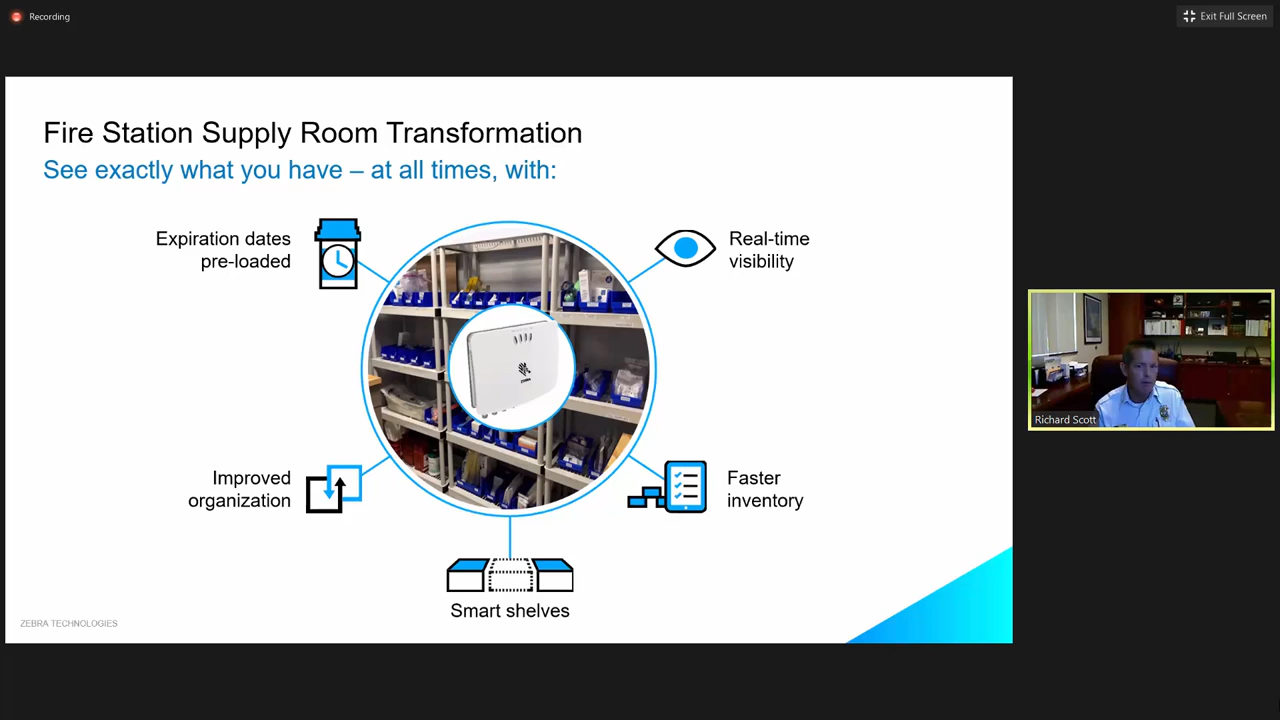 Recording
Exit Full Screen
Fire Station Supply Room Transformation
See exactly what you have – at all times, with:
Expiration dates
pre-loaded
Real-time
visibility
ZEBRA
Improved
organization
Faster
inventory
Smart shelves
ZEBRA TECHNOLOGIES
Richard Scott